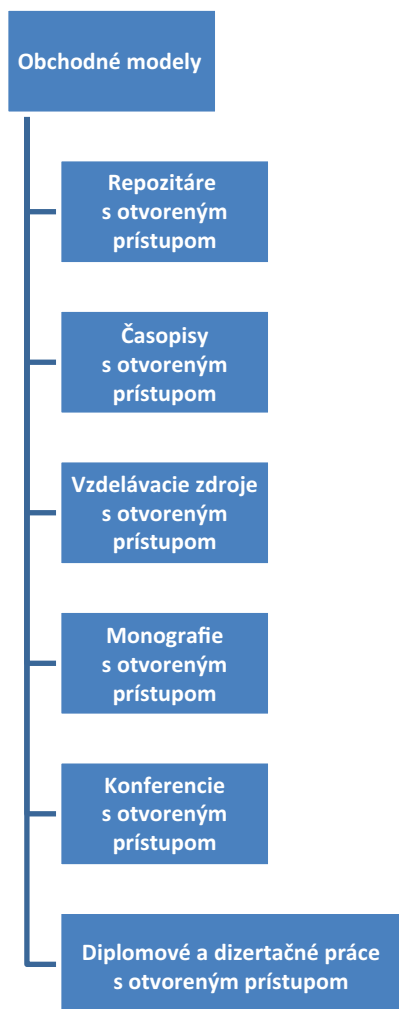 Obchodné modely
Repozitáre
s otvoreným
prístupom
Časopisy
s otvoreným
prístupom
Vzdelávacie zdroje
s otvoreným
prístupom
Monografie
s otvoreným
prístupom
Konferencie
s otvoreným
prístupom
Diplomové a dizertačné práce
s otvoreným prístupom